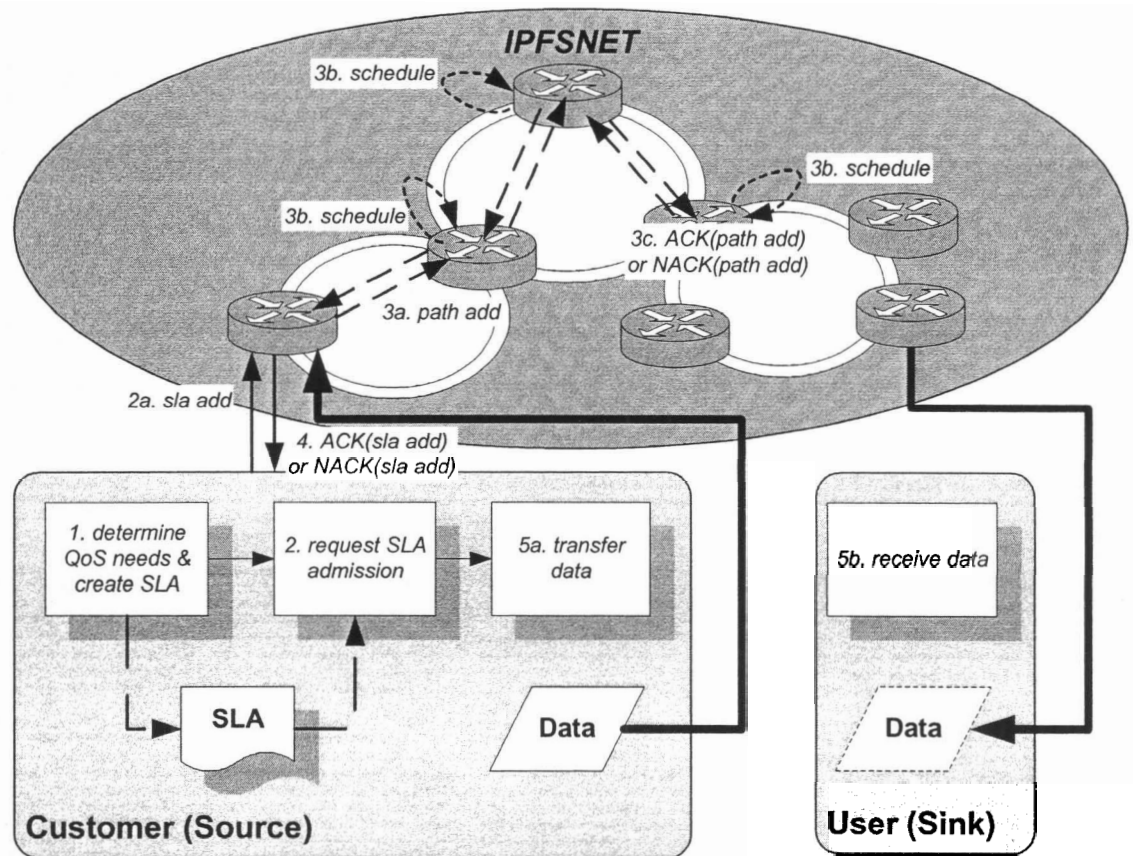 IPFSNET
3b. schedule
3b. schedule
3b. schedule
3c. ACK(path add)
or NACK(path add)
3a. path add
2a. sla add
4. ACK(sla add)
or NACK(sla add)
1. determine
QoS needs &
create SLA
2. request SLA
admission
5a. transfer
data
5b. receive data
SLA
Data
Data
Customer (Source)
User (Sink)